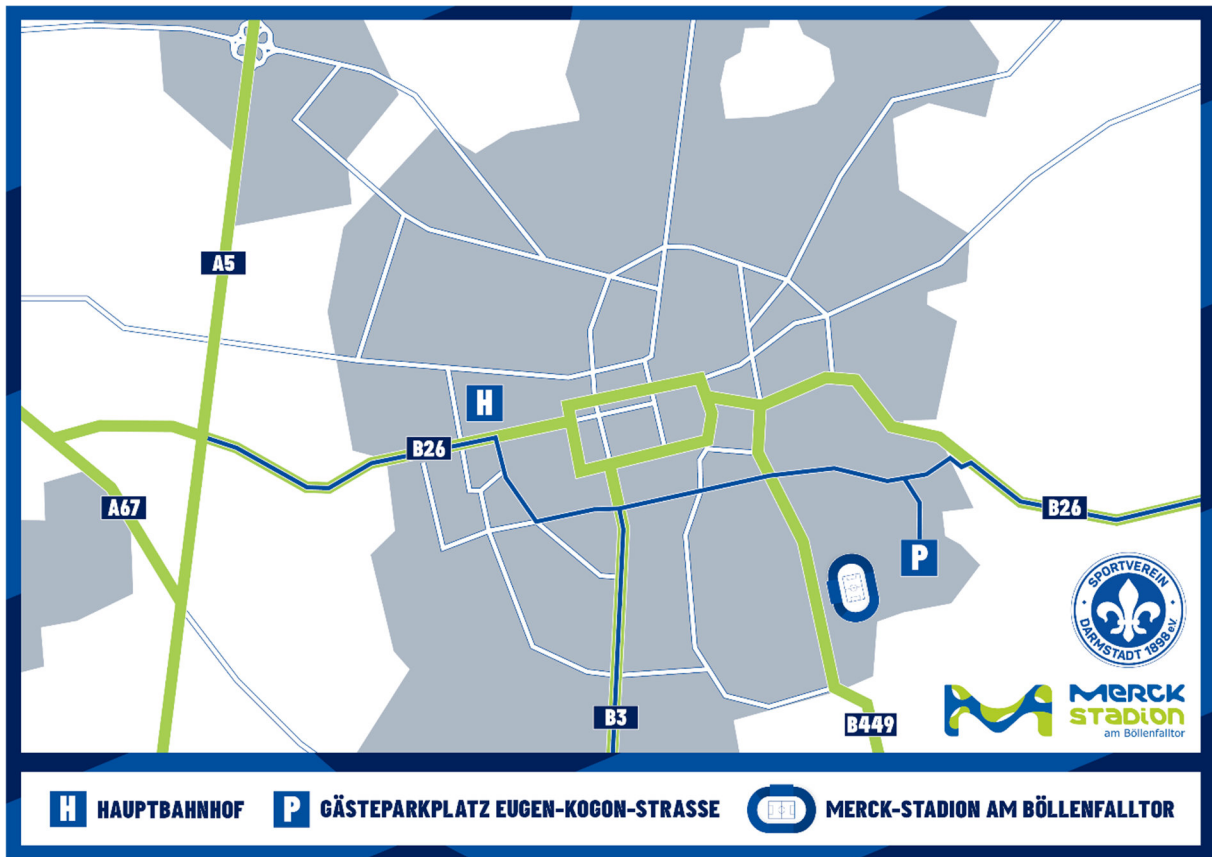 A5
H
B26
A67
B26
P
B3
B449
SPORTVEREIN
DARMSTADT 1898 e.V.
MERCK
STADION
am Böllenfalltor
H HAUPTBAHNHOF
P GÄSTEPARKPLATZ EUGEN-KOGON-STRASSE
MERCK-STADION AM BÖLLENFALLTOR